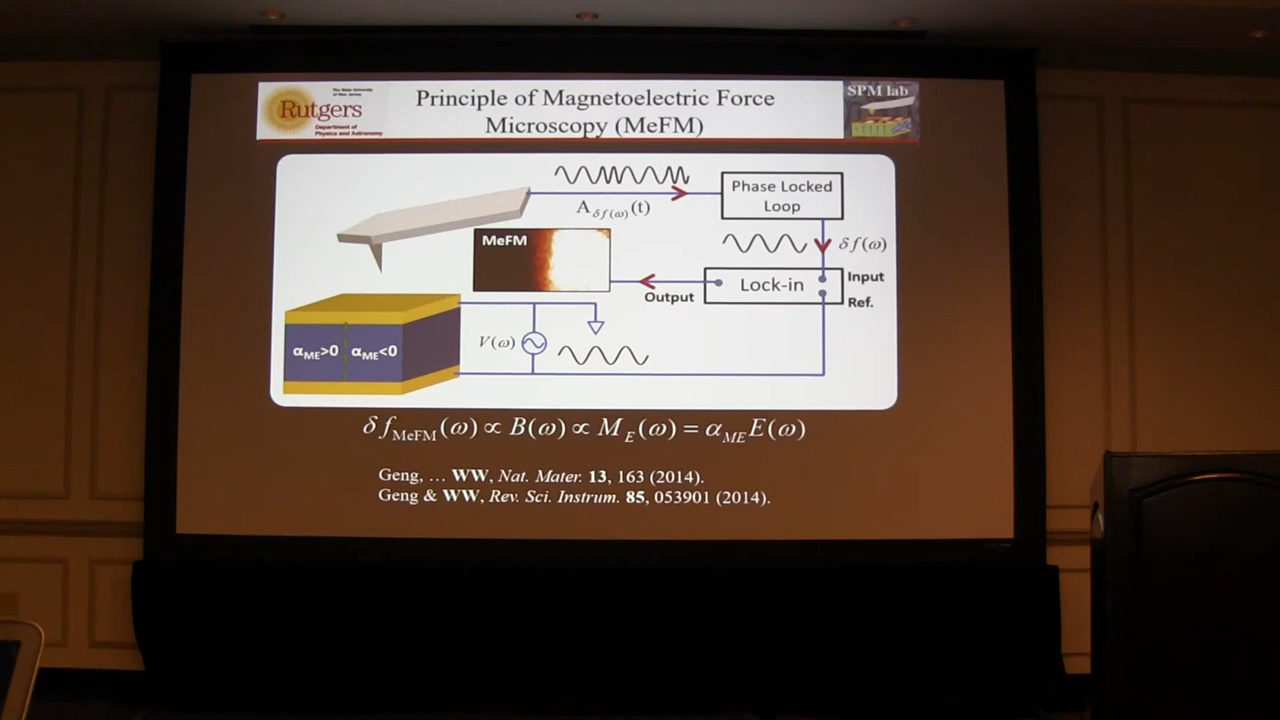 The State University
of New Jersey
Rutgers
Department of
Physics and Astronomy
Principle of Magnetoelectric Force
Microscopy (MeFM)
SPM lab
A δf(ω) (t)
Phase Locked
Loop
δf(ω)
MeFM
Lock-in
Input
Ref.
Output
V(ω)
α_ME>0
α_ME<0
δf_MeFM(ω) ∝ B(ω) ∝ M_E(ω) = α_ME E(ω)
Geng, … WW, Nat. Mater. 13, 163 (2014).
Geng & WW, Rev. Sci. Instrum. 85, 053901 (2014).